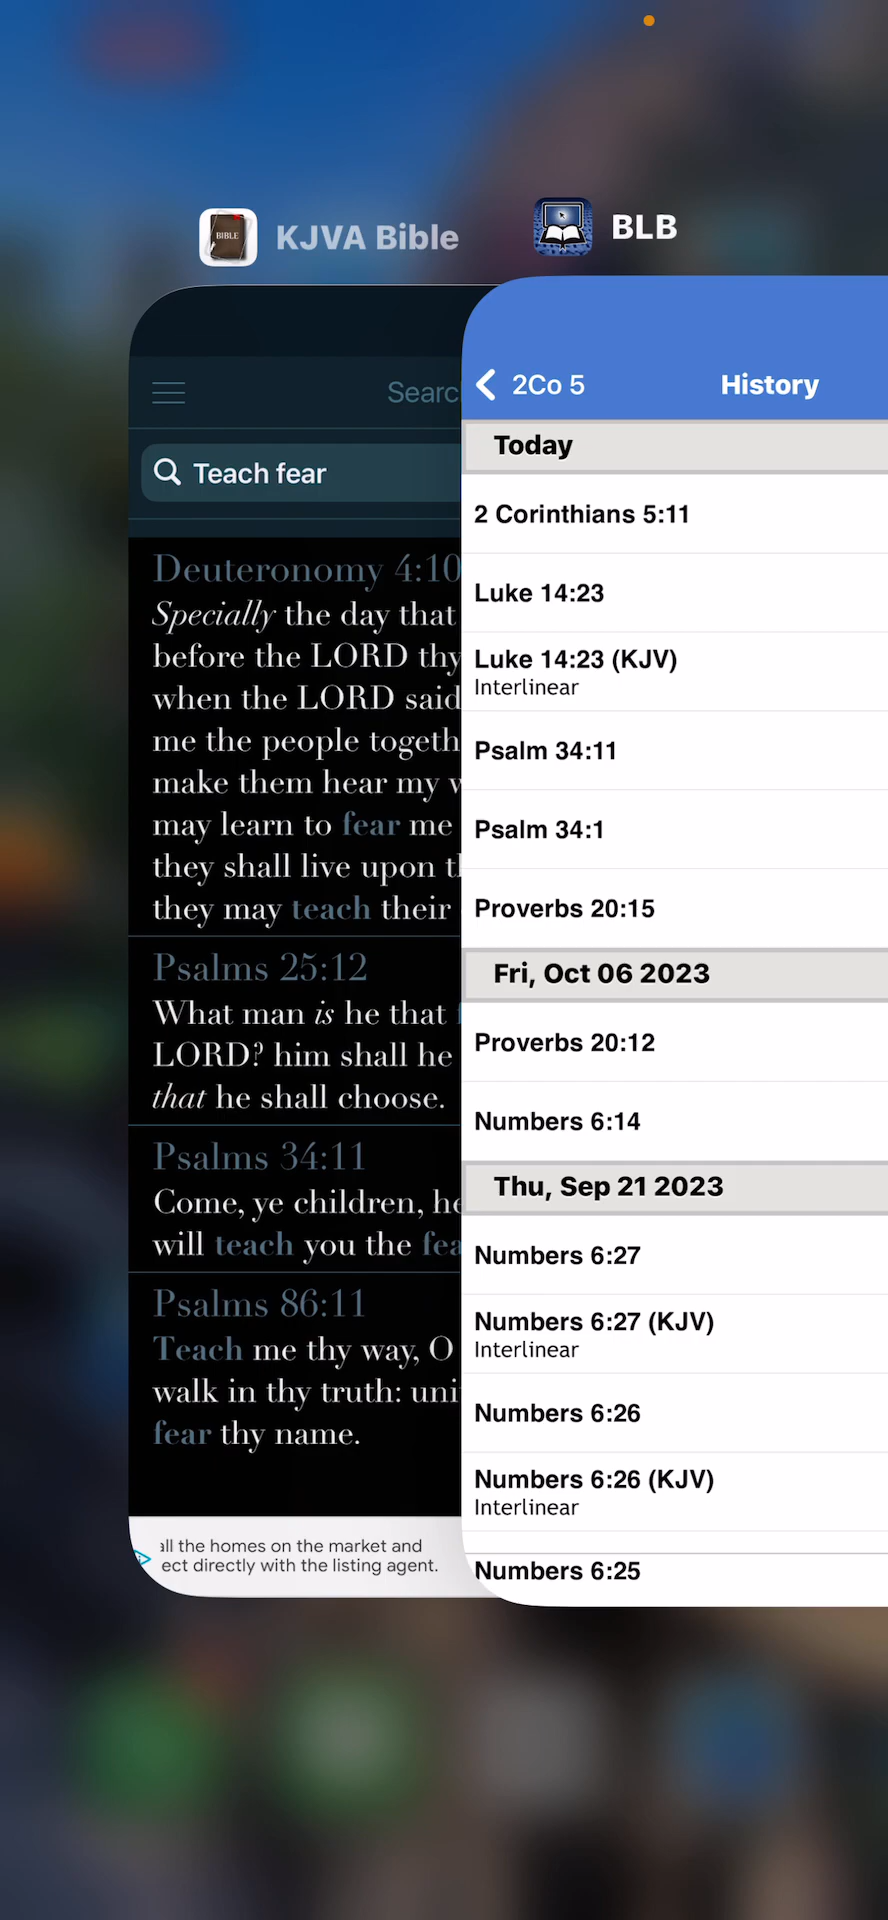 KJVA Bible
BIBLE
Teach fear
Deuteronomy 4:10
Specially the day that
before the LORD thy
when the LORD said
me the people
make them hear my
may learn to fear me
they shall live upon
they may teach their
Psalms 25:12
What man is he that
LORD? him shall he
that he shall choose.
Psalms 34:11
Come, ye children,
will teach you the
Psalms 86:11
Teach me thy way, O
walk in thy truth:
fear thy name.
all the homes on the market and
ect directly with the listing agent.
BLB
2Co 5
History
Today
2 Corinthians 5:11
Luke 14:23
Luke 14:23 (KJV)
Interlinear
Psalm 34:11
Psalm 34:1
Proverbs 20:15
Fri, Oct 06 2023
Proverbs 20:12
Numbers 6:14
Thu, Sep 21 2023
Numbers 6:27
Numbers 6:27 (KJV)
Interlinear
Numbers 6:26
Numbers 6:26 (KJV)
Interlinear
Numbers 6:25